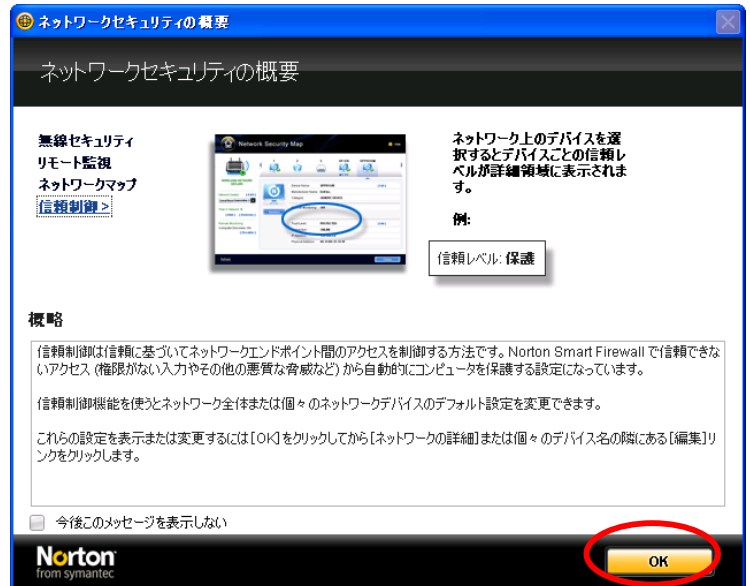 ネットワークセキュリティの概要
ネットワークセキュリティの概要
無線セキュリティ
リモート監視
ネットワークマップ
信頼制御 >
Network Security Map
ネットワーク上のデバイスを選
択するとデバイスごとの信頼レ
ベルが詳細領域に表示されま
す。
例:
信頼レベル: 保護
概略
信頼制御は信頼に基づいてネットワークエンドポイント間のアクセスを制御する方法です。Norton Smart Firewall で信頼できな
いアクセス (権限がない入力やその他の悪質な脅威など) から自動的にコンピュータを保護する設定になっています。
信頼制御機能を使うとネットワーク全体または個々のネットワークデバイスのデフォルト設定を変更できます。
これらの設定を表示または変更するには[OK]をクリックしてから[ネットワークの詳細]または個々のデバイス名の隣にある[編集]リ
ンクをクリックします。
今後このメッセージを表示しない
Norton
from symantec
OK